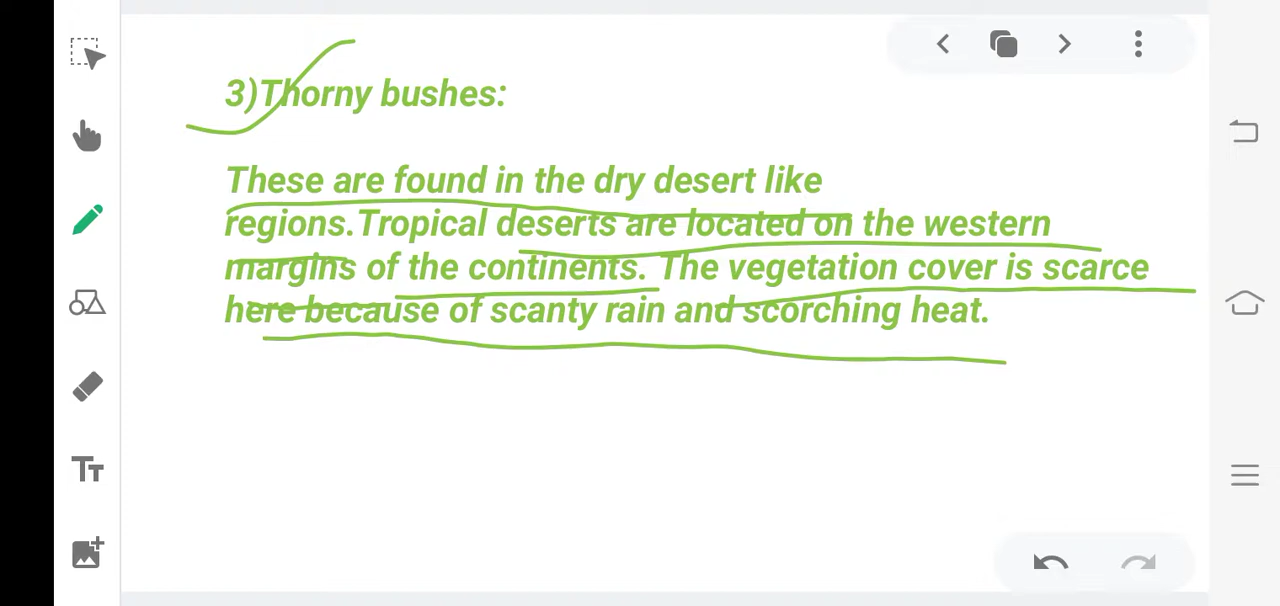 3)Thorny bushes:
These are found in the dry desert like
regions.Tropical deserts are located on the western
margins of the continents. The vegetation cover is scarce
here because of scanty rain and scorching heat.
Tт